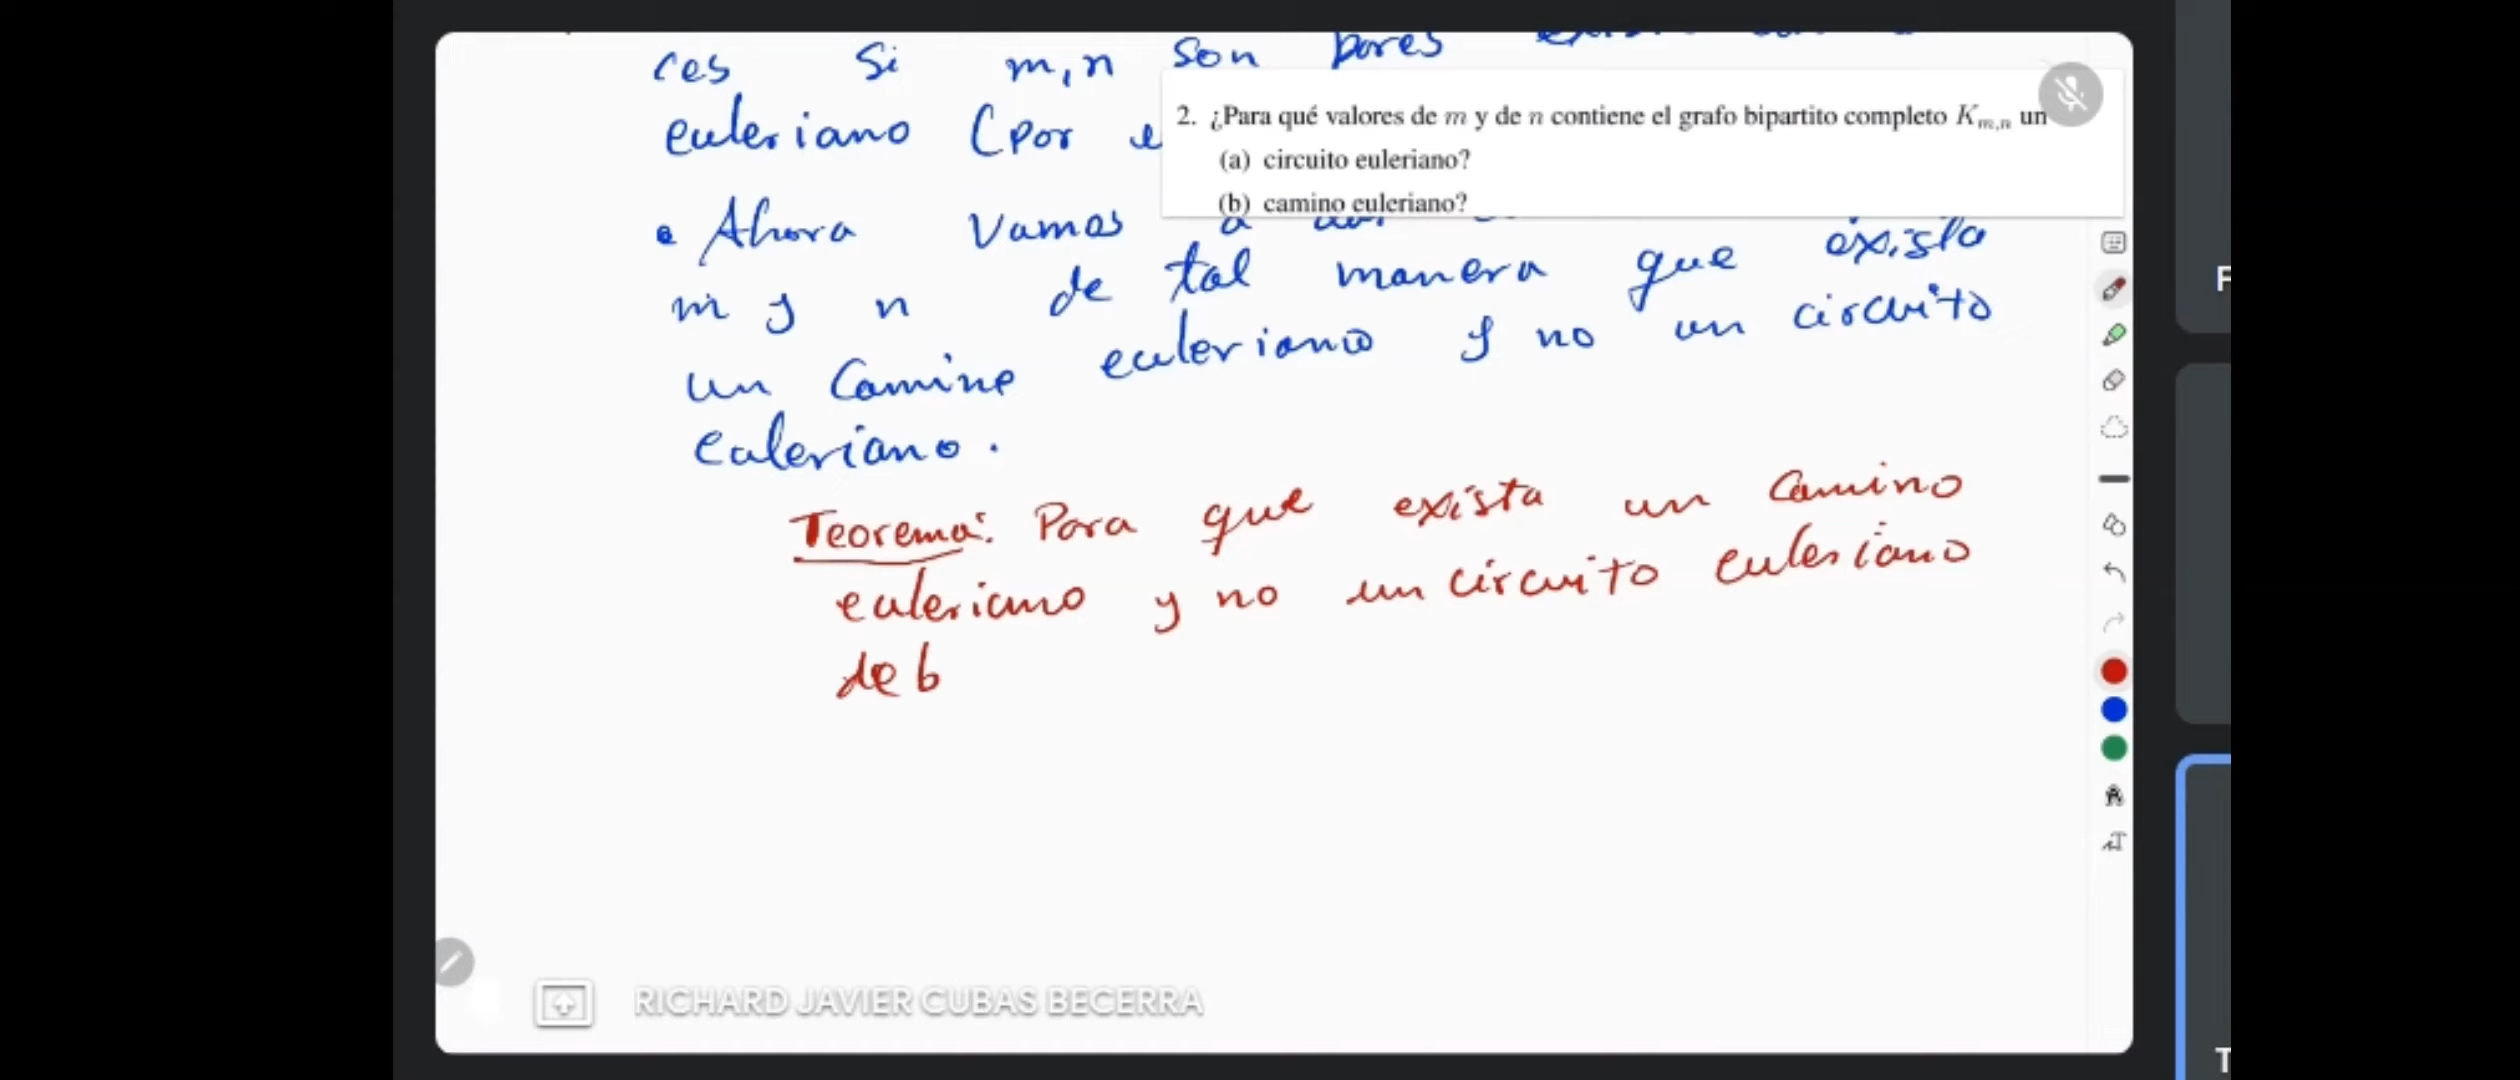 ces si m,n son pares
euleriano (por e
2. ¿Para qué valores de m y de n contiene el grafo bipartito completo Km,n un
(a) circuito euleriano?
(b) camino euleriano?
• Ahora vamos a
m y n de tal manera que exista
un camino euleriano y no un circuito
euleriano.
Teorema: Para que exista un camino
euleriano y no un circuito euleriano
deb
RICHARD JAVIER CUBAS BECERRA
F
T